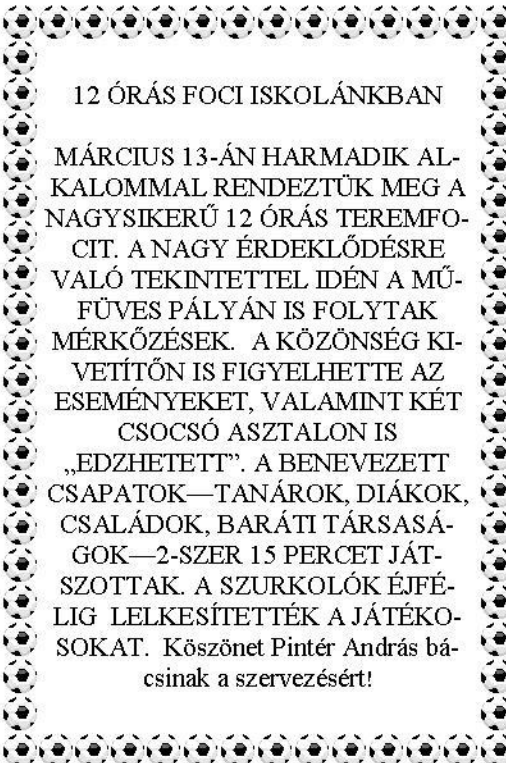 12 ÓRÁS FOCI ISKOLÁNKBAN
MÁRCIUS 13-ÁN HARMADIK AL-
KALOMMAL RENDEZTÜK MEG A
NAGYSIKERŰ 12 ÓRÁS TEREMFO-
CIT. A NAGY ÉRDEKLŐDÉSRE
VALÓ TEKINTETTEL IDÉN A MŰ-
FÜVES PÁLYÁN IS FOLYTAK
MÉRKŐZÉSEK. A KÖZÖNSÉG KI-
VETÍTŐN IS FIGYELHETTE AZ
ESEMÉNYEKET, VALAMINT KÉT
CSOCSÓ ASZTALON IS
„EDZHETETT”. A BENEVEZETT
CSAPATOK—TANÁROK, DIÁKOK,
CSALÁDOK, BARÁTI TÁRSASÁ-
GOK—2-SZER 15 PERCET JÁT-
SZOTTAK. A SZURKOLÓK ÉJFÉ-
LIG LELKESÍTETTÉK A JÁTÉKO-
SOKAT. Köszönet Pintér András bá-
csinak a szervezésért!